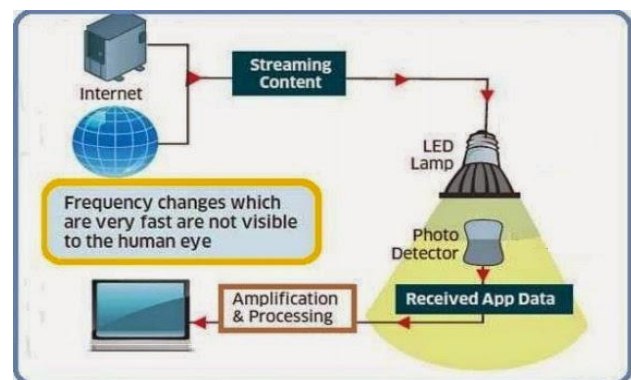 Streaming
Content
Internet
LED
Lamp
Frequency changes which
are very fast are not visible
to the human eye
Photo
Detector
Amplification
& Processing
Received App Data